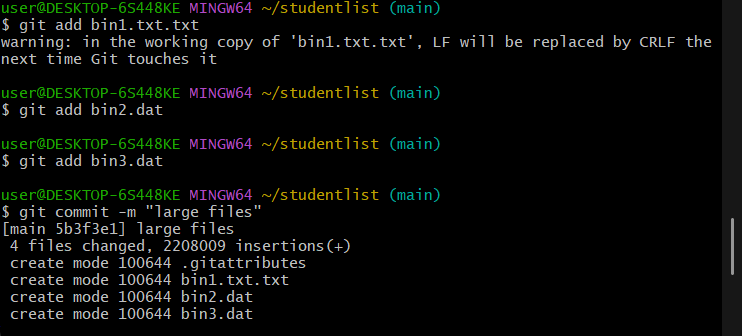 user@DESKTOP-6S448KE MINGW64 ~/studentlist (main)
$ git add bin1.txt.txt
warning: in the working copy of 'bin1.txt.txt', LF will be replaced by CRLF the
next time Git touches it
user@DESKTOP-6S448KE MINGW64 ~/studentlist (main)
$ git add bin2.dat
user@DESKTOP-6S448KE MINGW64 ~/studentlist (main)
$ git add bin3.dat
user@DESKTOP-6S448KE MINGW64 ~/studentlist (main)
$ git commit -m "large files"
[main 5b3f3e1] large files
 4 files changed, 2208009 insertions(+)
 create mode 100644 .gitattributes
 create mode 100644 bin1.txt.txt
 create mode 100644 bin2.dat
 create mode 100644 bin3.dat